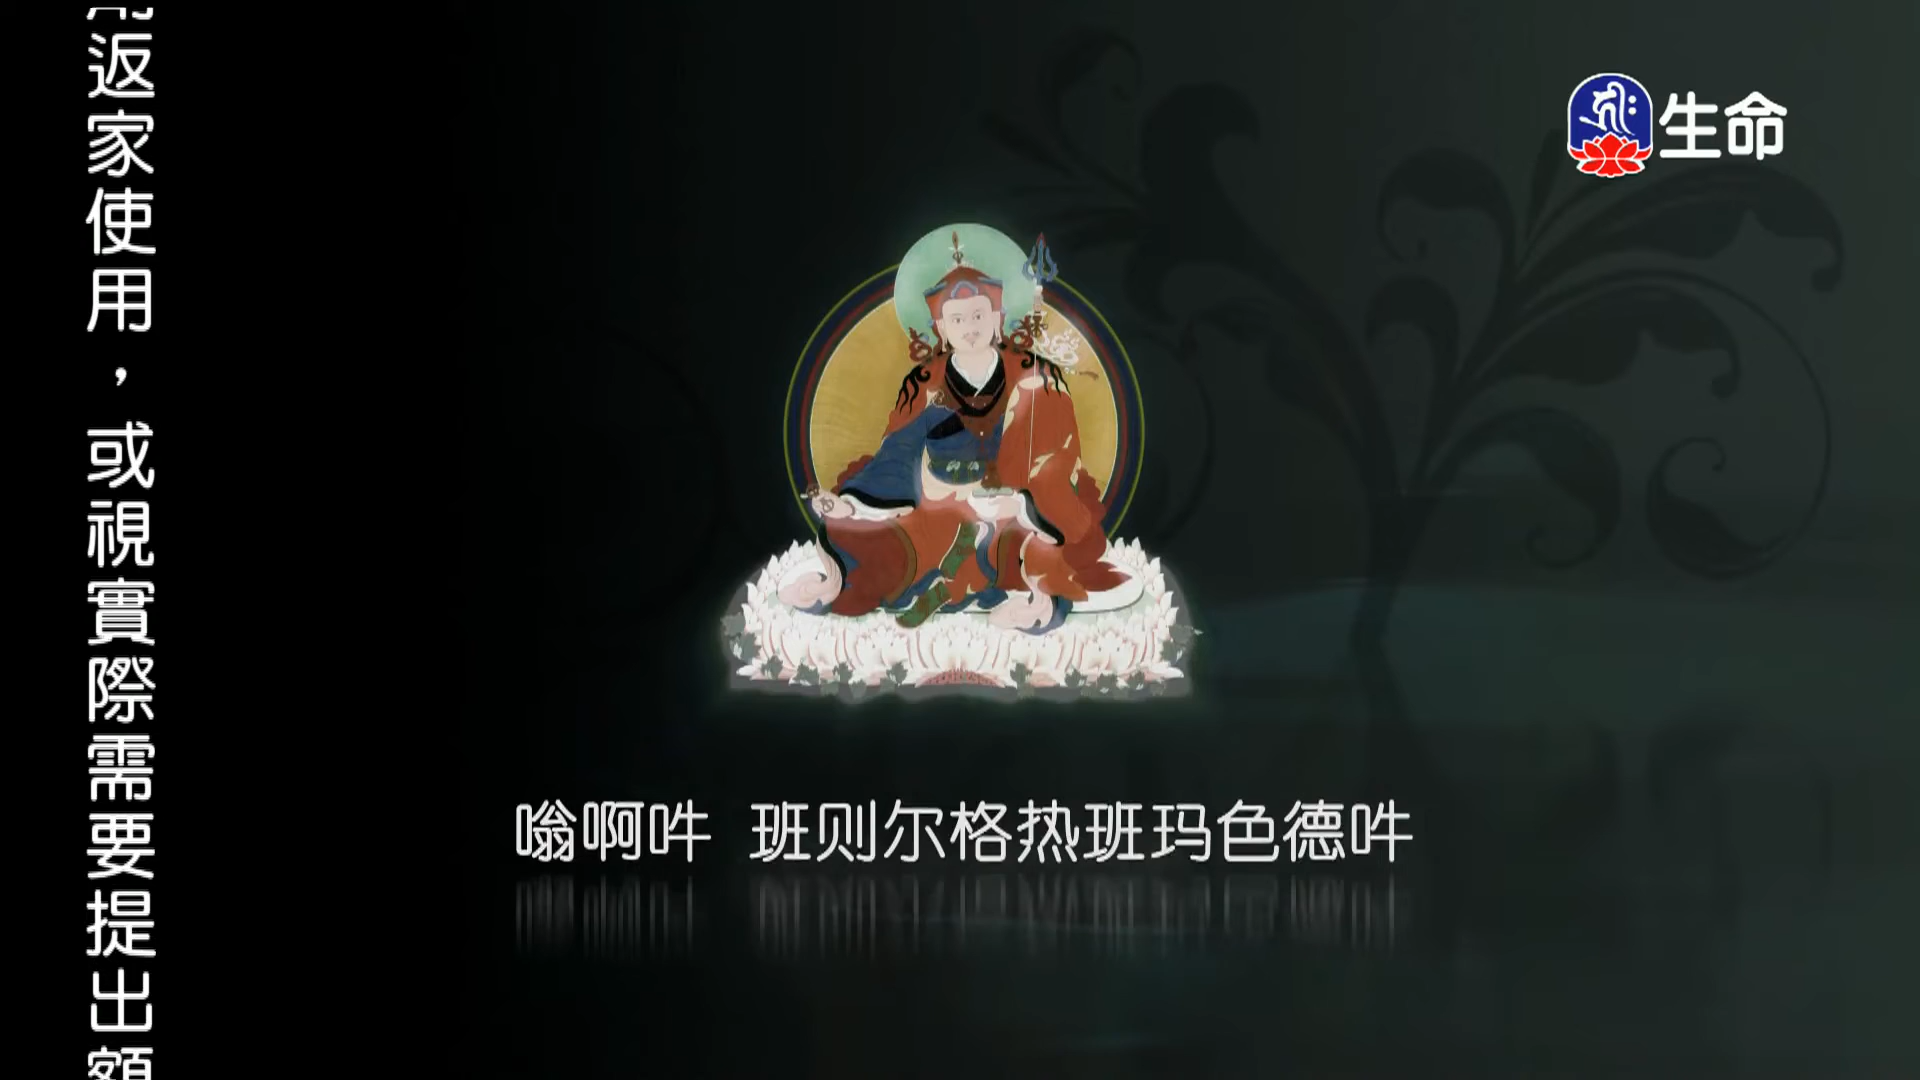 返家使用，或視實際需要提出額
生命
嗡啊吽 班则尔格热班玛色德吽